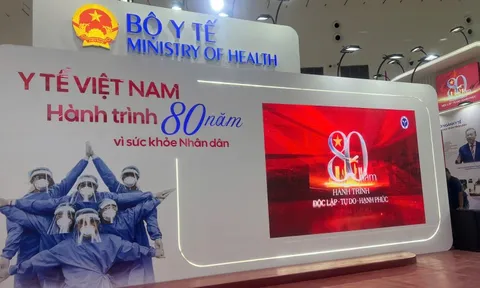 BỘ Y TẾ
MINISTRY OF HEALTH
Y TẾ VIỆT NAM
Hành trình 80 năm
vì sức khỏe Nhân dân
80 năm
HÀNH TRÌNH
ĐỘC LẬP - TỰ DO - HẠNH PHÚC
80